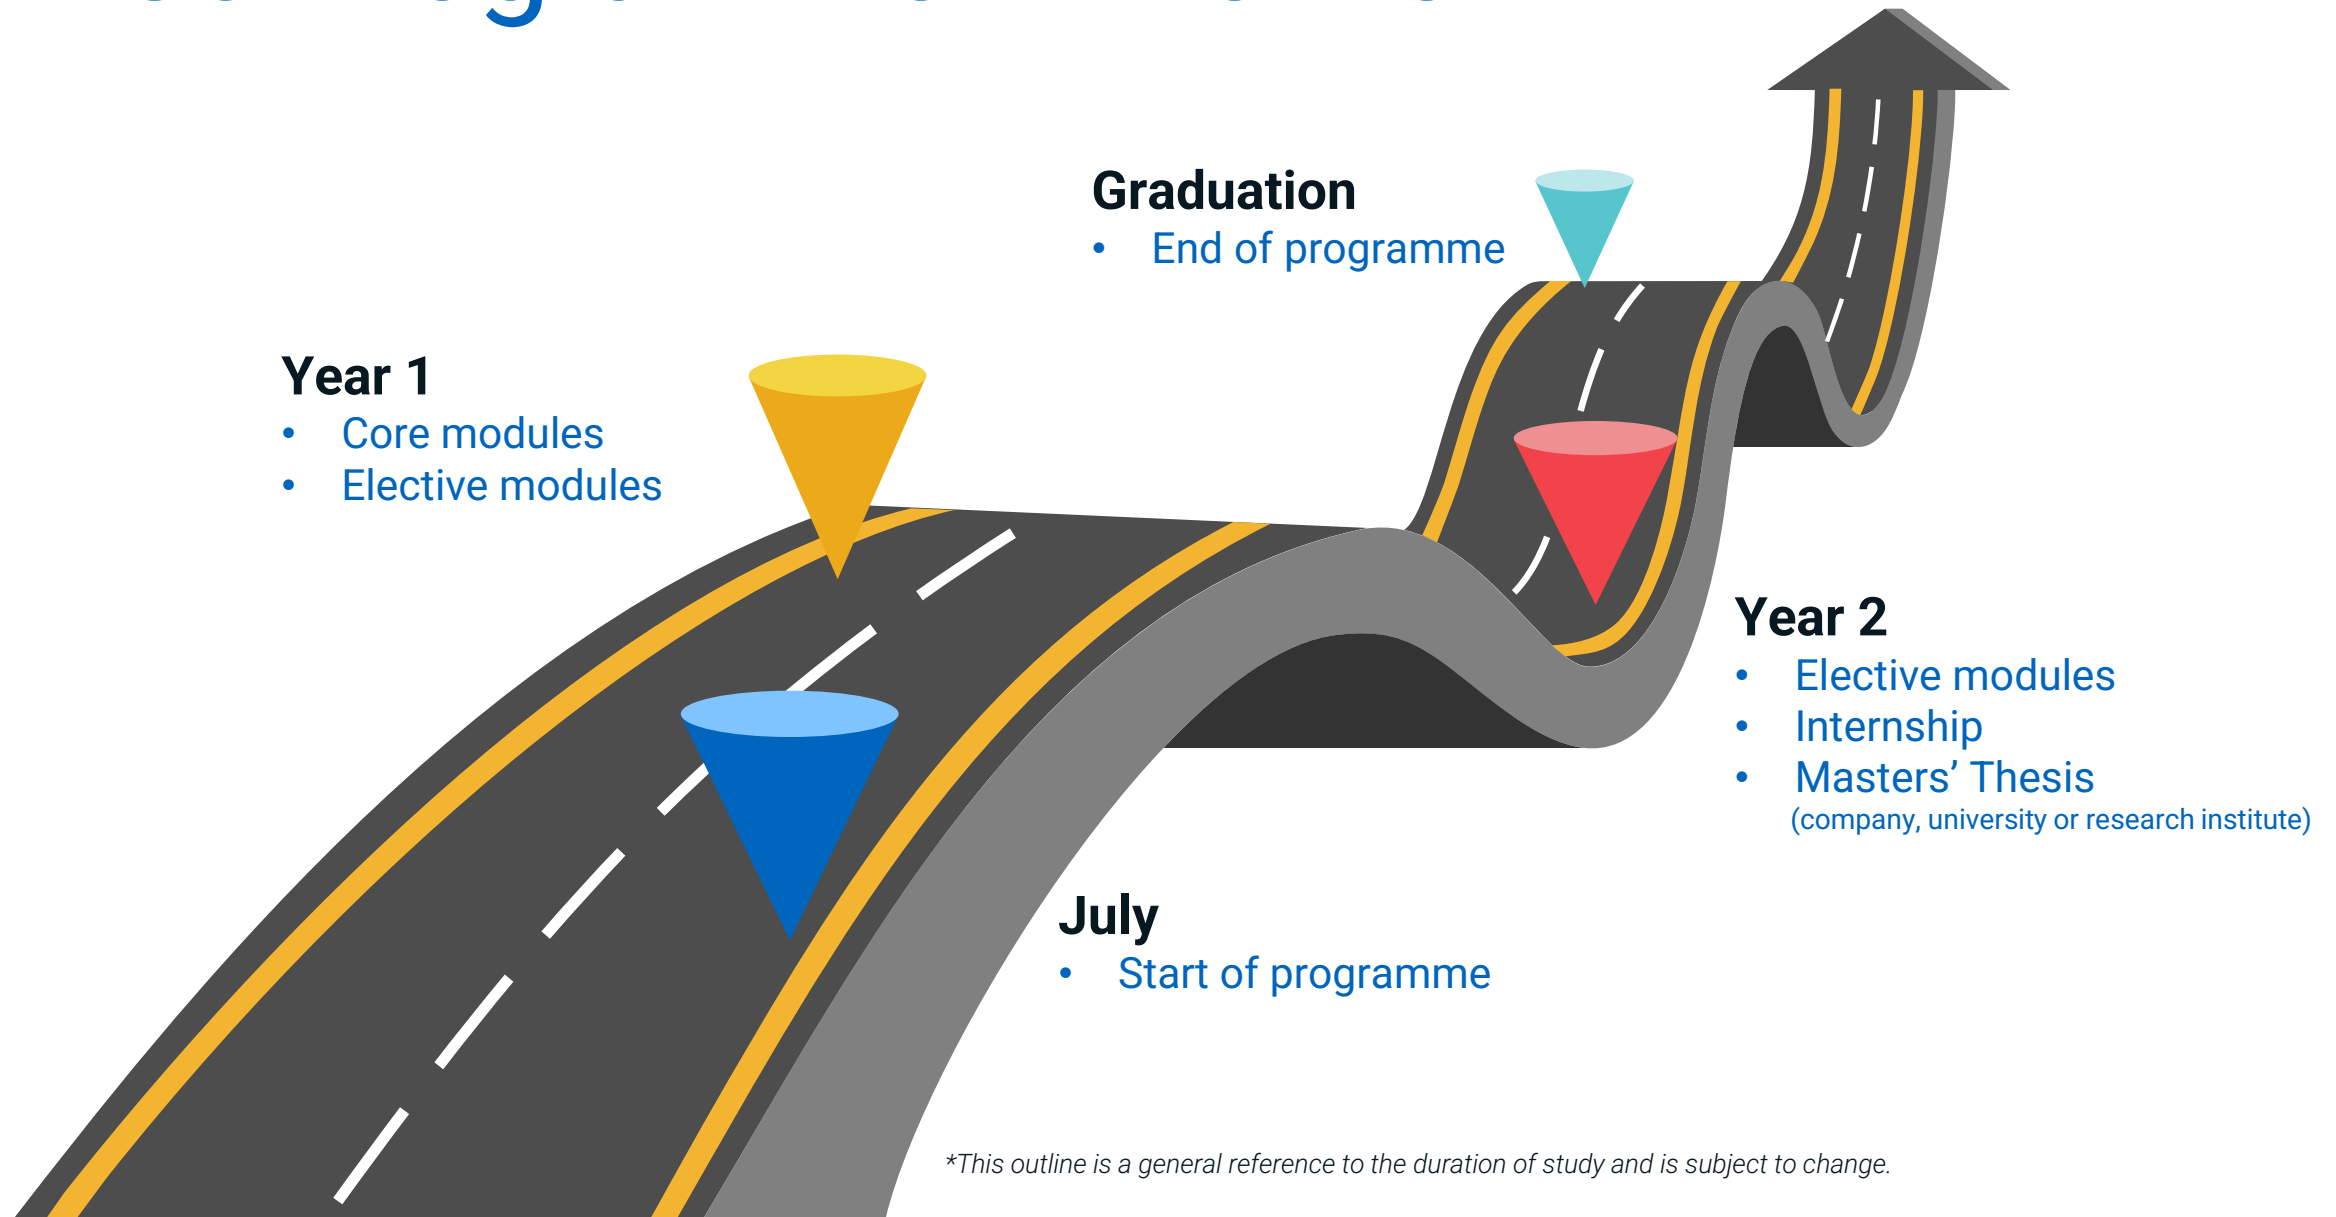 Graduation
• End of programme
Year 1
• Core modules
• Elective modules
Year 2
• Elective modules
• Internship
• Masters’ Thesis
(company, university or research institute)
July
• Start of programme
*This outline is a general reference to the duration of study and is subject to change.